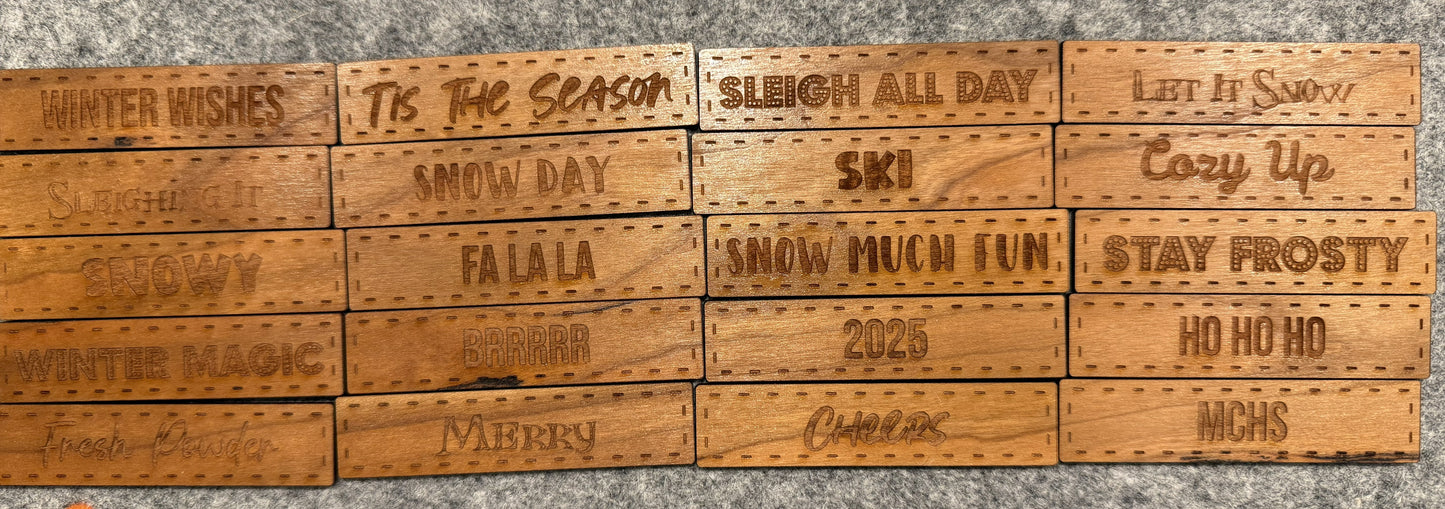 WINTER WISHES
'TIS THE SEASON
SLEIGH ALL DAY
LET IT SNOW
SLEIGHING IT
SNOW DAY
SKI
Cozy Up
SNOWY
FA LA LA
SNOW MUCH FUN
STAY FROSTY
WINTER MAGIC
BRRRRR
2025
HO HO HO
Fresh Powder
MERRY
CHEERS
MCHS